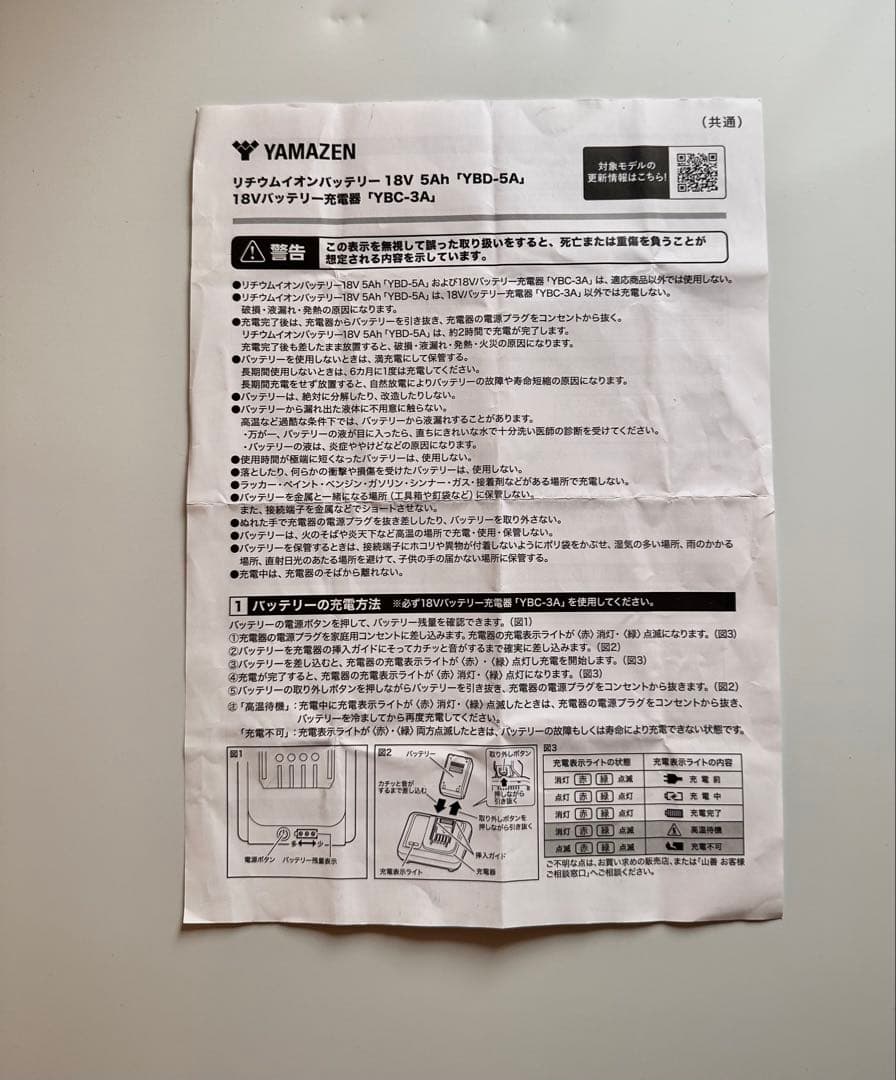 (共通)
YAMAZEN
対象モデルの
更新情報はこちら!
リチウムイオンバッテリー 18V 5Ah「YBD-5A」
18Vバッテリー充電器「YBC-3A」
警告
この表示を無視して誤った取り扱いをすると、死亡または重傷を負うことが
想定される内容を示しています。
●リチウムイオンバッテリー18V 5Ah「YBD-5A」および18Vバッテリー充電器「YBC-3A」は、適応商品以外では使用しない。
●リチウムイオンバッテリー18V 5Ah「YBD-5A」は、18Vバッテリー充電器「YBC-3A」以外では充電しない。
破損・液漏れ・発熱の原因になります。
●充電完了後は、充電器からバッテリーを引き抜き、充電器の電源プラグをコンセントから抜く。
リチウムイオンバッテリー18V 5Ah「YBD-5A」は、約2時間で充電が完了します。
充電完了後も差したまま放置すると、破損・液漏れ・発熱・火災の原因になります。
●バッテリーを使用しないときは、満充電にして保管する。
長期間使用しないときは、6カ月に1度は充電してください。
長期間充電をせず放置すると、自然放電によりバッテリーの故障や寿命短縮の原因になります。
●バッテリーは、絶対に分解したり、改造したりしない。
●バッテリーから漏れ出た液体に不用意に触らない。
高温など過酷な条件下では、バッテリーから液漏れすることがあります。
・万が一、バッテリーの液が目に入ったら、直ちにきれいな水で十分洗い医師の診断を受けてください。
・バッテリーの液は、炎症ややけどなどの原因になります。
●使用時間が極端に短くなったバッテリーは、使用しない。
●落としたり、何らかの衝撃や損傷を受けたバッテリーは、使用しない。
●ラッカー・ペイント・ベンジン・ガソリン・シンナー・ガス・接着剤などがある場所で充電しない。
●バッテリーを金属と一緒になる場所(工具箱や釘袋など)に保管しない。
また、接続端子を金属などでショートさせない。
●ぬれた手で充電器の電源プラグを抜き差ししたり、バッテリーを取り外さない。
●バッテリーは、火のそばや炎天下など高温の場所で充電・使用・保管しない。
●バッテリーを保管するときは、接続端子にホコリや異物が付着しないようにポリ袋をかぶせ、湿気の多い場所、雨のかかる
場所、直射日光のあたる場所を避けて、子供の手の届かない場所に保管する。
●充電中は、充電器のそばから離れない。
1 バッテリーの充電方法 ※必ず18Vバッテリー充電器「YBC-3A」を使用してください。
バッテリーの電源ボタンを押して、バッテリー残量を確認できます。(図1)
①充電器の電源プラグを家庭用コンセントに差し込みます。充電器の充電表示ライトが〈赤〉消灯・〈緑〉点滅になります。(図3)
②バッテリーを充電器の挿入ガイドにそってカチッと音がするまで確実に差し込みます。(図2)
③バッテリーを差し込むと、充電器の充電表示ライトが〈赤〉・〈緑〉点灯し充電を開始します。(図3)
④充電が完了すると、充電器の充電表示ライトが〈赤〉消灯・〈緑〉点灯になります。(図3)
⑤バッテリーの取り外しボタンを押しながらバッテリーを引き抜き、充電器の電源プラグをコンセントから抜きます。(図2)
㊟「高温待機」:充電中に充電表示ライトが〈赤〉消灯・〈緑〉点滅したときは、充電器の電源プラグをコンセントから抜き、
バッテリーを冷ましてから再度充電してください。
「充電不可」:充電表示ライトが〈赤〉・〈緑〉両方点滅したときは、バッテリーの故障もしくは寿命により充電できない状態です。
図1
多 少
電源ボタン バッテリー残量表示
図2
バッテリー
取り外しボタン
押しながら
引き抜く
カチッと音が
するまで差し込む
取り外しボタンを
押しながら引き抜く
挿入ガイド
充電表示ライト
充電器
図3
充電表示ライトの状態 充電表示ライトの内容
消灯 赤 緑 点滅 充電前
点灯 赤 緑 点灯 充電中
消灯 赤 緑 点灯 充電完了
消灯 赤 緑 点滅 高温待機
点滅 赤 緑 点滅 充電不可
ご不明な点は、お買い求めの販売店、または「山善 お客様
ご相談窓口」へご相談ください。